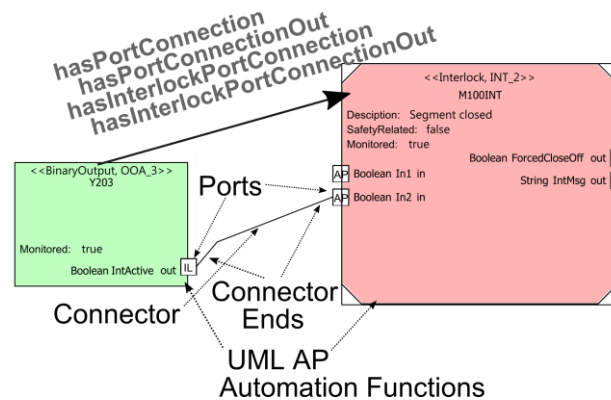 hasPortConnection
hasPortConnectionOut
hasInterlockPortConnection
hasInterlockPortConnectionOut
<<Interlock, INT_2>>
M100INT
Desciption: Segment closed
SafetyRelated: false
Monitored: true
Boolean ForcedCloseOff out
String IntMsg out
AP Boolean In1 in
AP Boolean In2 in
<<BinaryOutput, OOA_3>>
Y203
Monitored: true
Boolean IntActive out
IL
Ports
Connector
Connector
Ends
UML AP
Automation Functions